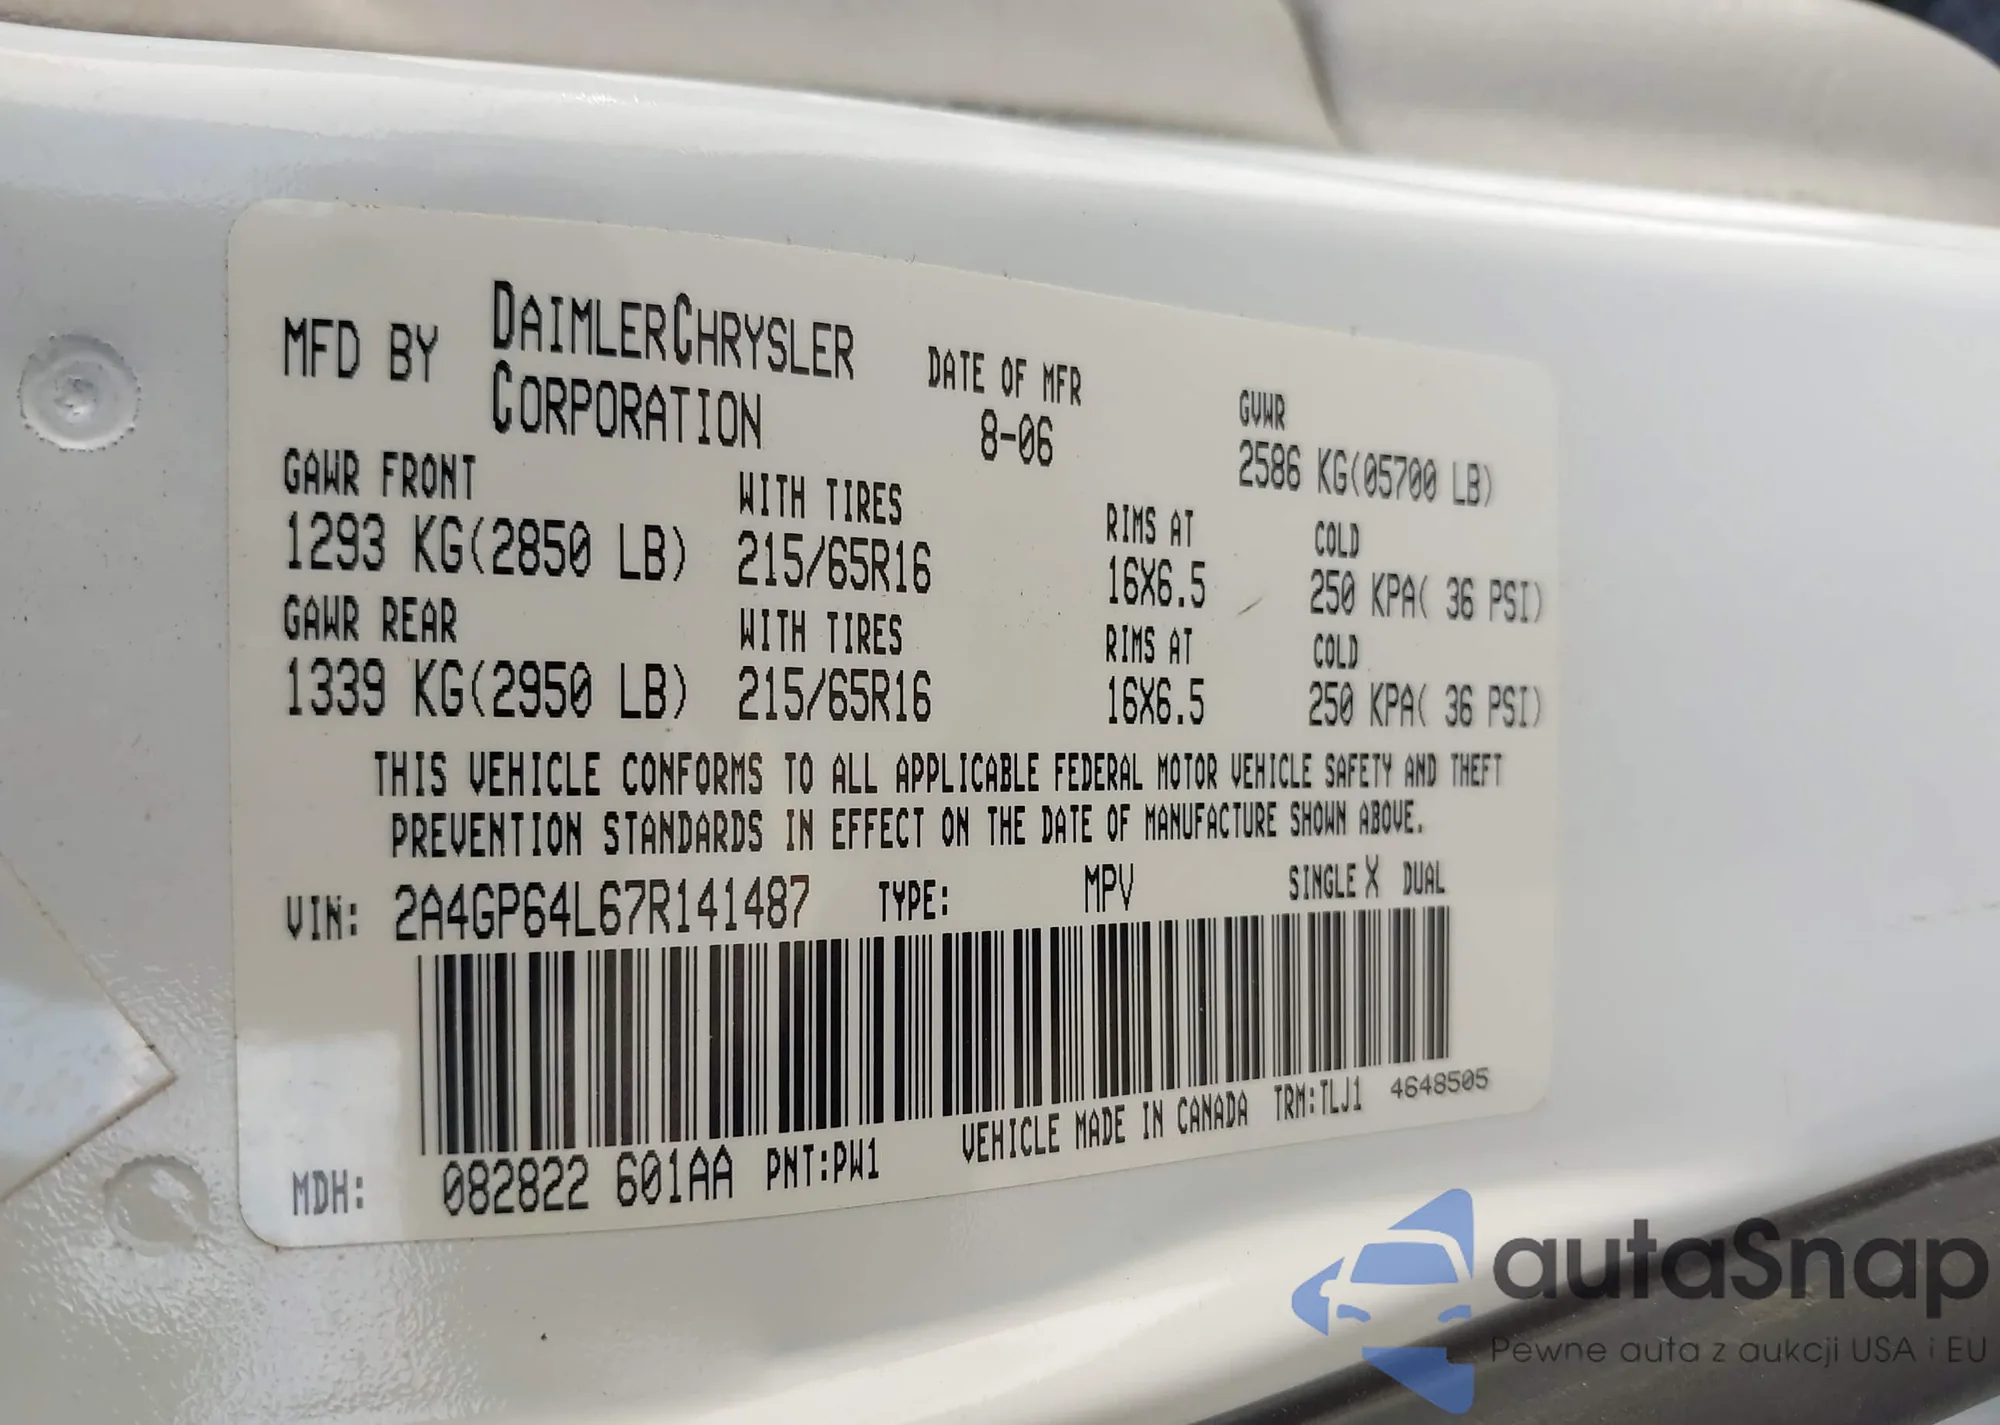 MFD BY DAIMLERCHRYSLER CORPORATION DATE OF MFR 8-06 GVWR 2586 KG(05700 LB)
GAWR FRONT WITH TIRES RIMS AT COLD
1293 KG(2850 LB) 215/65R16 16X6.5 250 KPA( 36 PSI)
GAWR REAR WITH TIRES RIMS AT COLD
1339 KG(2950 LB) 215/65R16 16X6.5 250 KPA( 36 PSI)
THIS VEHICLE CONFORMS TO ALL APPLICABLE FEDERAL MOTOR VEHICLE SAFETY AND THEFT
PREVENTION STANDARDS IN EFFECT ON THE DATE OF MANUFACTURE SHOWN ABOVE.
VIN: 2A4GP64L67R141487 TYPE: MPV SINGLE X DUAL
MDH: 082822 601AA PNT:PW1 VEHICLE MADE IN CANADA TRM:TLJ1 4648505
autaSnap
Pewne auta z aukcji USA i EU